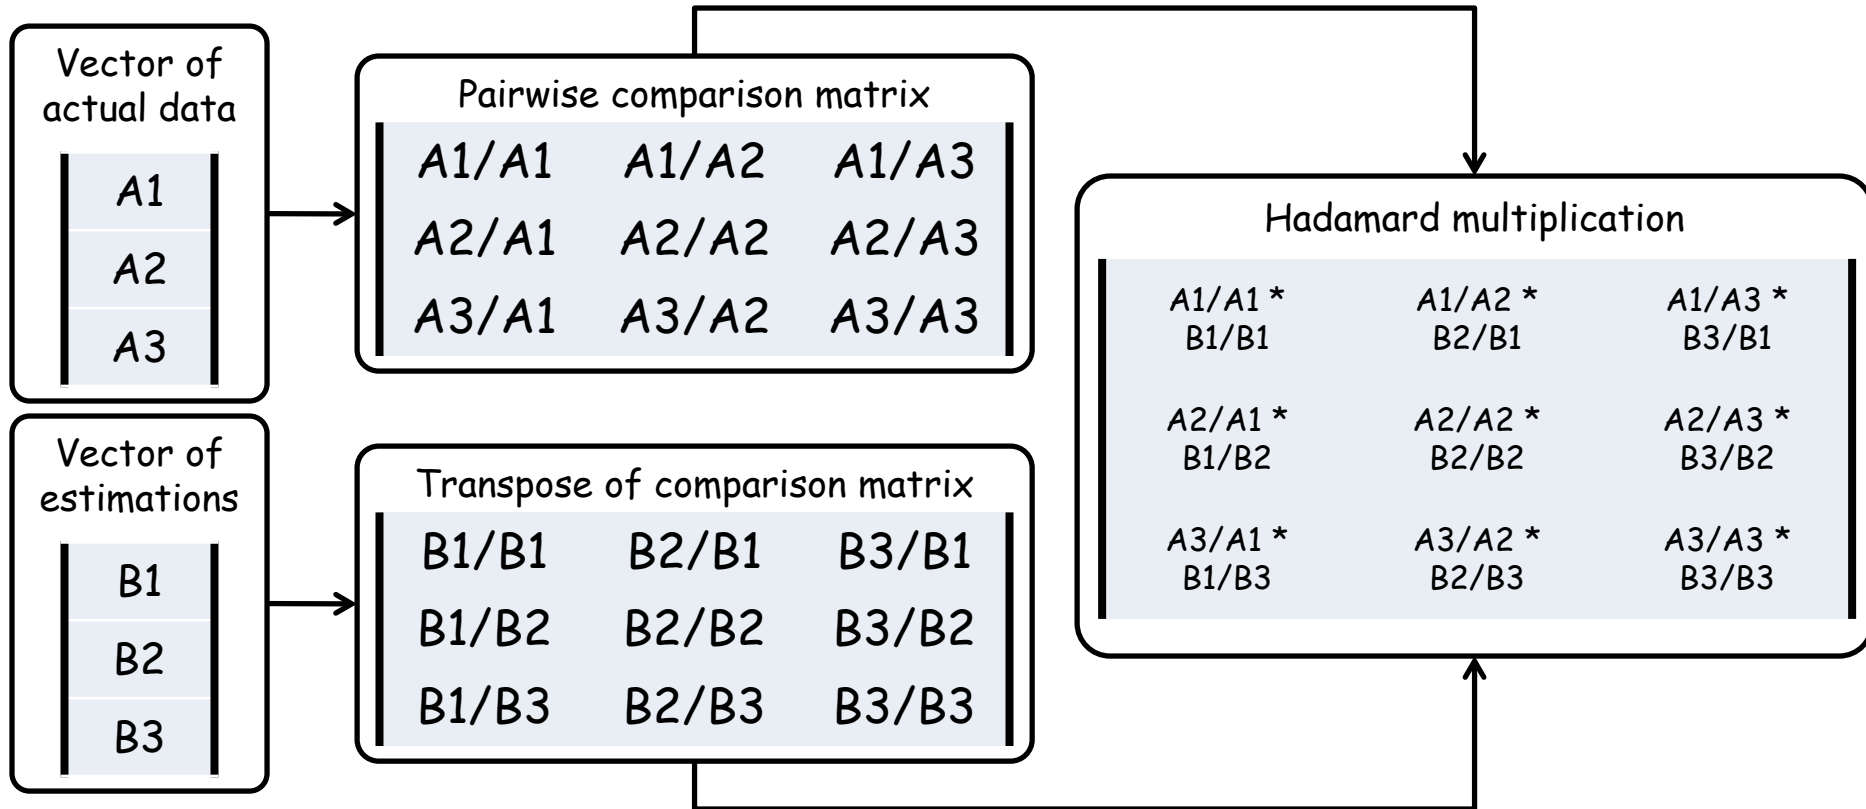 Vector of
actual data
A1
A2
A3
Pairwise comparison matrix
A1/A1 A1/A2 A1/A3
A2/A1 A2/A2 A2/A3
A3/A1 A3/A2 A3/A3
Vector of
estimations
B1
B2
B3
Transpose of comparison matrix
B1/B1 B2/B1 B3/B1
B1/B2 B2/B2 B3/B2
B1/B3 B2/B3 B3/B3
Hadamard multiplication
A1/A1 * A1/A2 * A1/A3 *
B1/B1 B2/B1 B3/B1
A2/A1 * A2/A2 * A2/A3 *
B1/B2 B2/B2 B3/B2
A3/A1 * A3/A2 * A3/A3 *
B1/B3 B2/B3 B3/B3